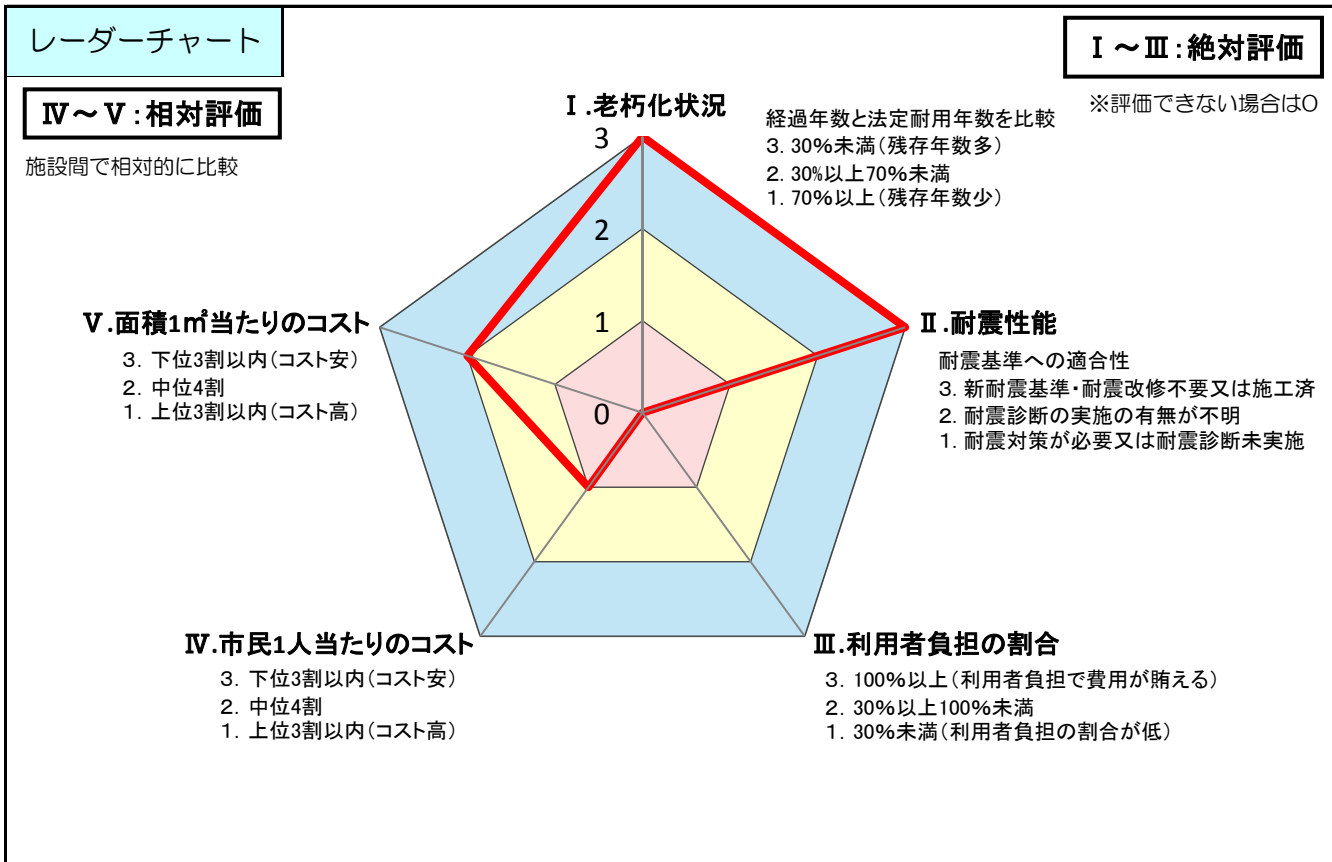 レーダーチャート
Ⅰ～Ⅲ:絶対評価
※評価できない場合は0
Ⅳ～Ⅴ:相対評価
施設間で相対的に比較
Ⅰ.老朽化状況
経過年数と法定耐用年数を比較
3. 30%未満(残存年数多)
2. 30%以上70%未満
1. 70%以上(残存年数少)
3
2
1
0
Ⅱ.耐震性能
耐震基準への適合性
3. 新耐震基準・耐震改修不要又は施工済
2. 耐震診断の実施の有無が不明
1. 耐震対策が必要又は耐震診断未実施
Ⅴ.面積1㎡当たりのコスト
3. 下位3割以内(コスト安)
2. 中位4割
1. 上位3割以内(コスト高)
Ⅳ.市民1人当たりのコスト
3. 下位3割以内(コスト安)
2. 中位4割
1. 上位3割以内(コスト高)
Ⅲ.利用者負担の割合
3. 100%以上(利用者負担で費用が賄える)
2. 30%以上100%未満
1. 30%未満(利用者負担の割合が低)